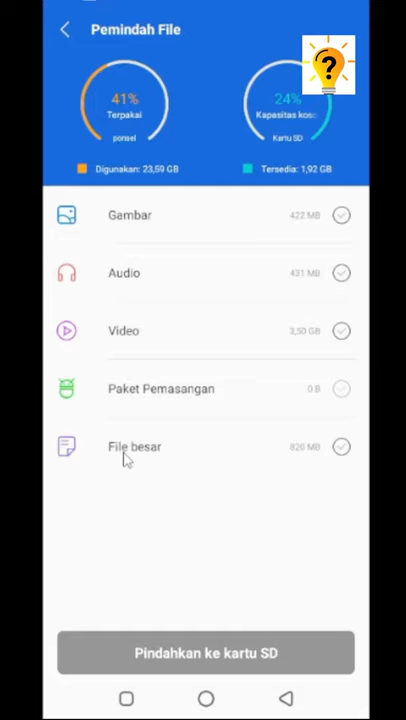 Pemindah File
?
41%
Terpakai
ponsel
24%
Kapasitas kos
Kartu SD
Digunakan: 23,59 GB
Tersedia: 1,92 GB
Gambar
422 MB
Audio
431 MB
Video
3,50 GB
Paket Pemasangan
0 B
File besar
820 MB
Pindahkan ke kartu SD